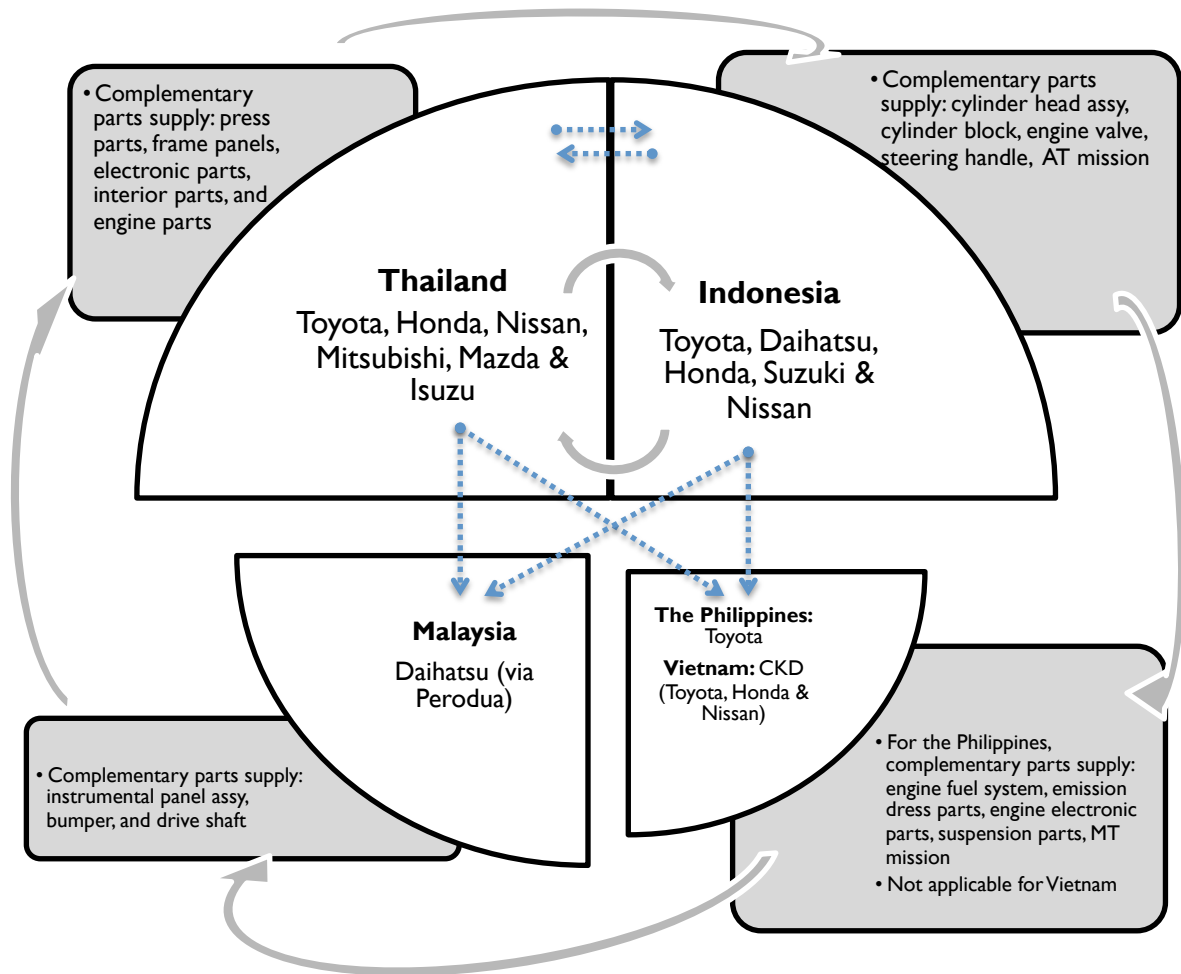 • Complementary
parts supply: press
parts, frame panels,
electronic parts,
interior parts, and
engine parts
• Complementary parts
supply: cylinder head assy,
cylinder block, engine valve,
steering handle, AT mission
Thailand
Toyota, Honda, Nissan,
Mitsubishi, Mazda &
Isuzu
Indonesia
Toyota, Daihatsu,
Honda, Suzuki &
Nissan
Malaysia
Daihatsu (via
Perodua)
The Philippines:
Toyota
Vietnam: CKD
(Toyota, Honda &
Nissan)
• Complementary parts supply:
instrumental panel assy,
bumper, and drive shaft
• For the Philippines,
complementary parts supply:
engine fuel system, emission
dress parts, engine electronic
parts, suspension parts, MT
mission
• Not applicable for Vietnam